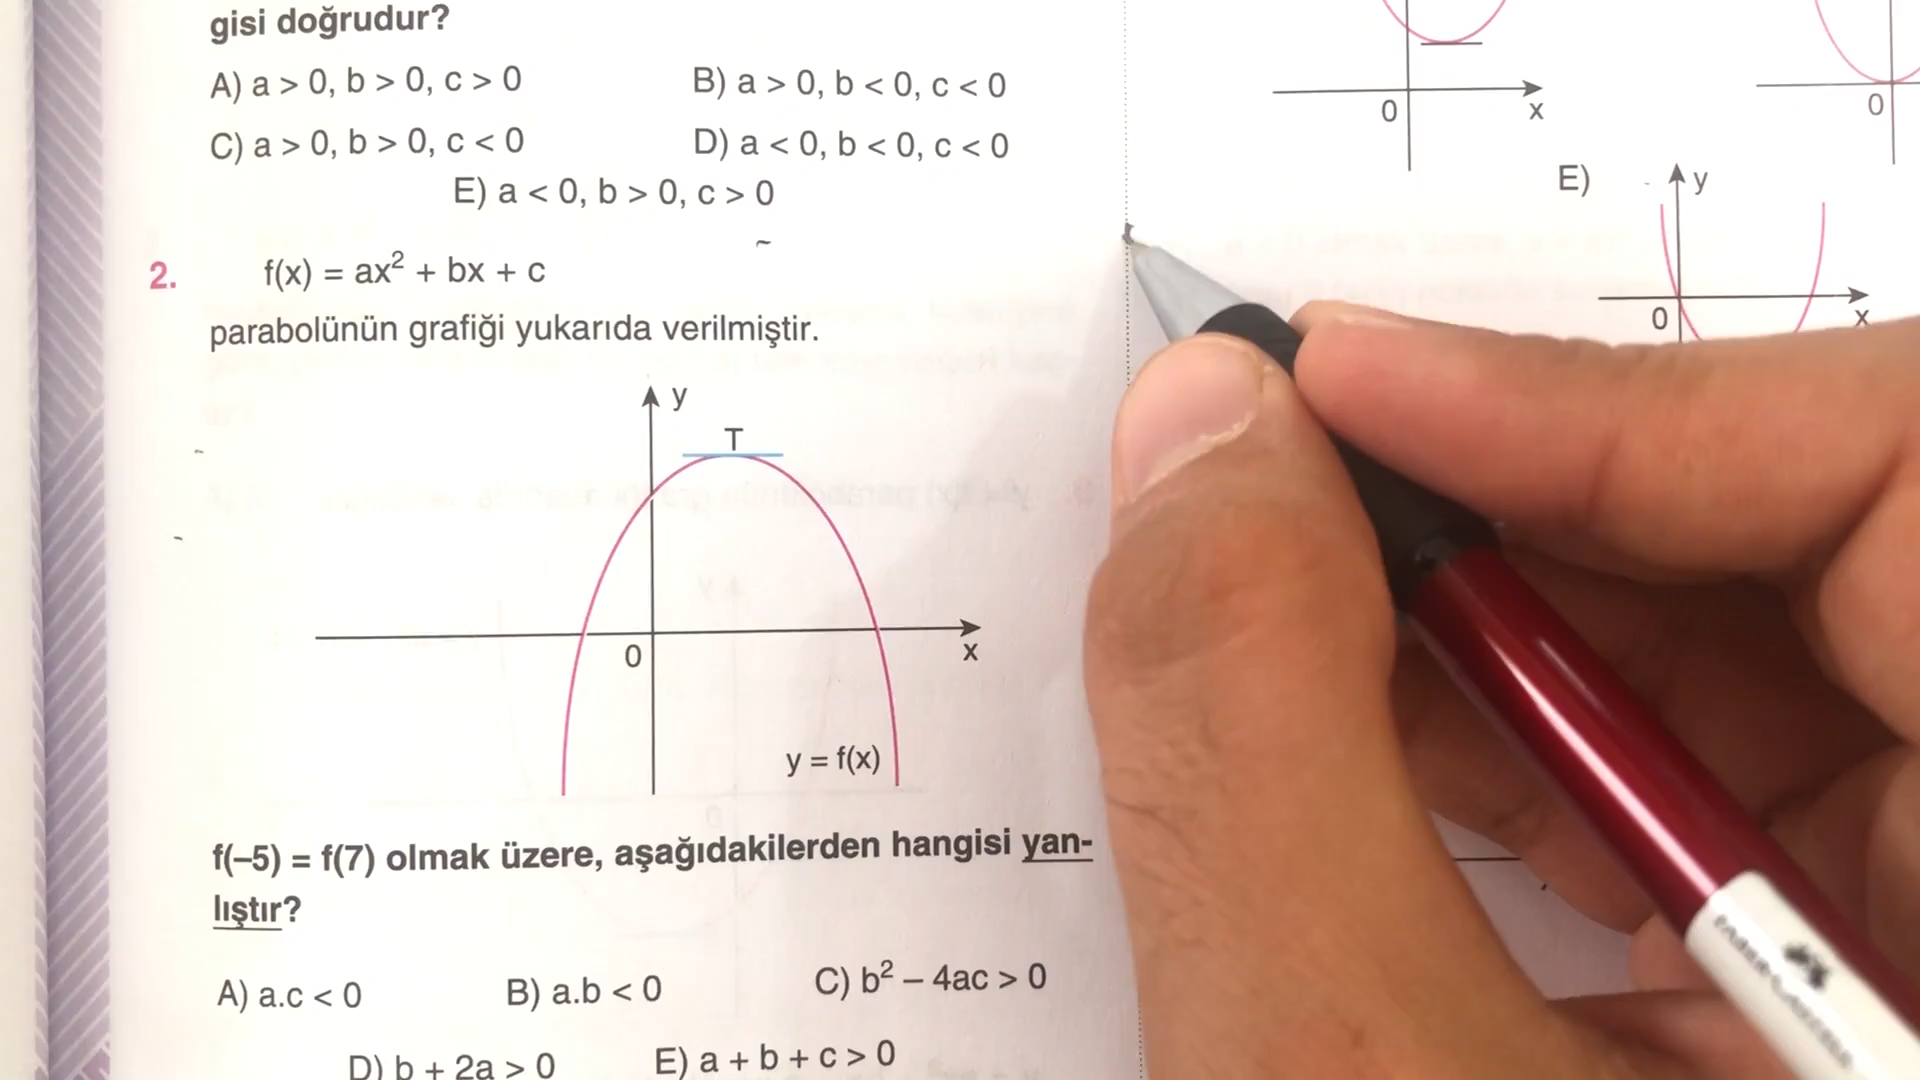 gisi doğrudur?
A) a > 0, b > 0, c > 0
B) a > 0, b < 0, c < 0
C) a > 0, b > 0, c < 0
D) a < 0, b < 0, c < 0
E) a < 0, b > 0, c > 0
2. f(x) = ax² + bx + c
parabolünün grafiği yukarıda verilmiştir.
y
T
0
x
y = f(x)
f(–5) = f(7) olmak üzere, aşağıdakilerden hangisi yan-
lıştır?
A) a.c < 0
B) a.b < 0
C) b² – 4ac > 0
D) b + 2a > 0
E) a + b + c > 0
0
x
0
E)
y
0
x